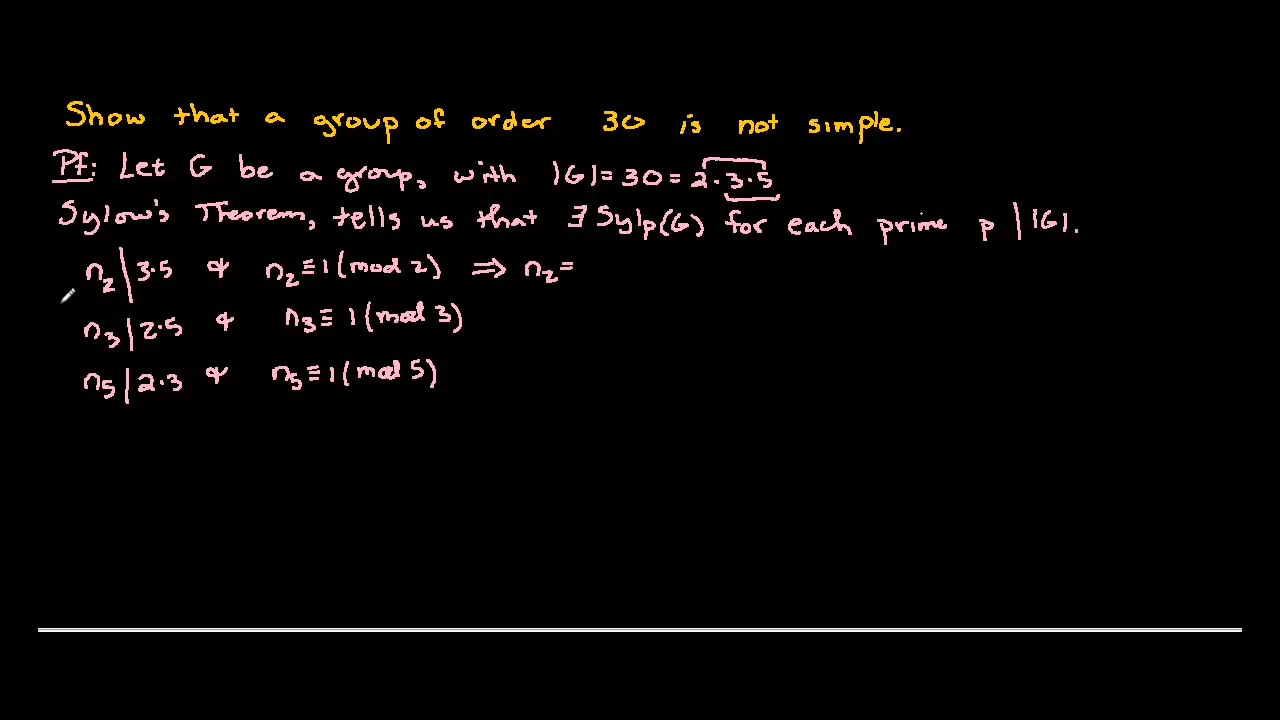 Show that a group of order 30 is not simple.
Pf: Let G be a group, with |G| = 30 = 2·3·5
Sylow's Theorem, tells us that ∃ Sylp(G) for each prime p | |G|.
n₂ | 3·5 & n₂ ≡ 1 (mod 2) ⇒ n₂ =
n₃ | 2·5 & n₃ ≡ 1 (mod 3)
n₅ | 2·3 & n₅ ≡ 1 (mod 5)